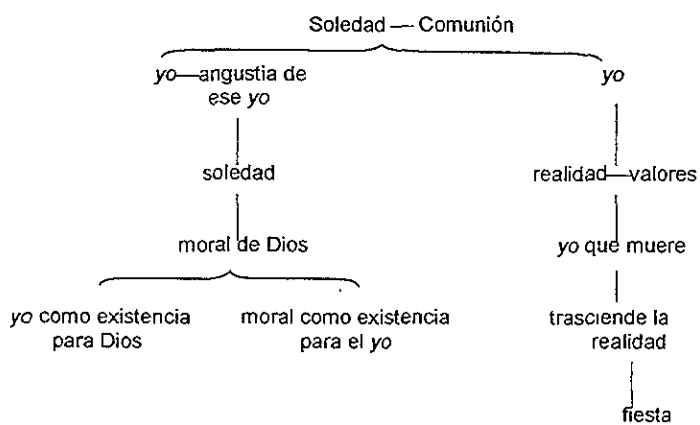 Soledad — Comunión
yo—angustia de
ese yo
yo
soledad
realidad—valores
moral de Dios
yo que muere
yo como existencia
para Dios
moral como existencia
para el yo
trasciende la
realidad
fiesta